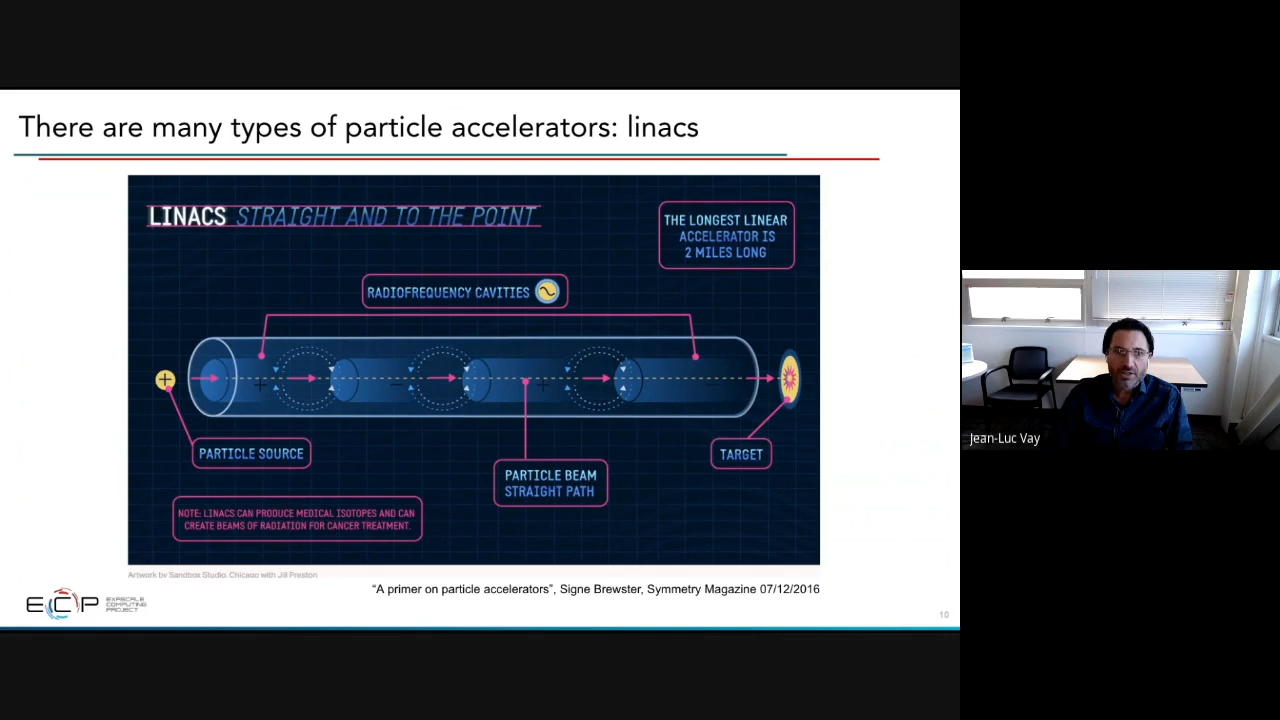 There are many types of particle accelerators: linacs
LINACS STRAIGHT AND TO THE POINT
THE LONGEST LINEAR
ACCELERATOR IS
2 MILES LONG
RADIOFREQUENCY CAVITIES
+
+
−
+
PARTICLE SOURCE
PARTICLE BEAM
STRAIGHT PATH
TARGET
NOTE: LINACS CAN PRODUCE MEDICAL ISOTOPES AND CAN
CREATE BEAMS OF RADIATION FOR CANCER TREATMENT.
Artwork by Sandbox Studio, Chicago with Jill Preston
"A primer on particle accelerators", Signe Brewster, Symmetry Magazine 07/12/2016
ECP
EXASCALE
COMPUTING
PROJECT
10
Jean-Luc Vay